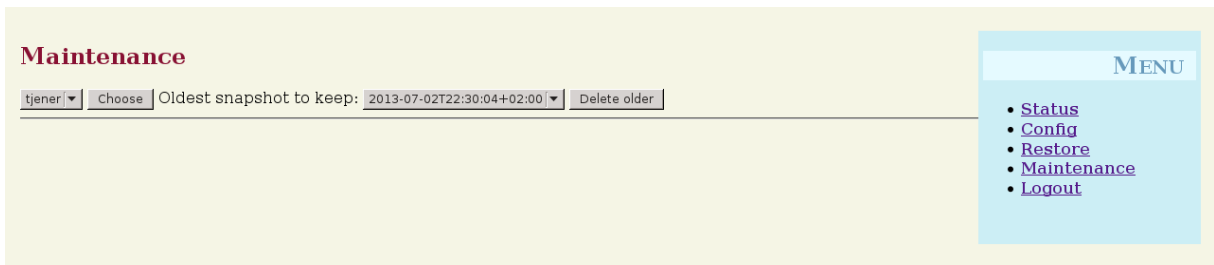 Maintenance
tjener Choose Oldest snapshot to keep: 2013-07-02T22:30:04+02:00 Delete older
MENU
Status
Config
Restore
Maintenance
Logout